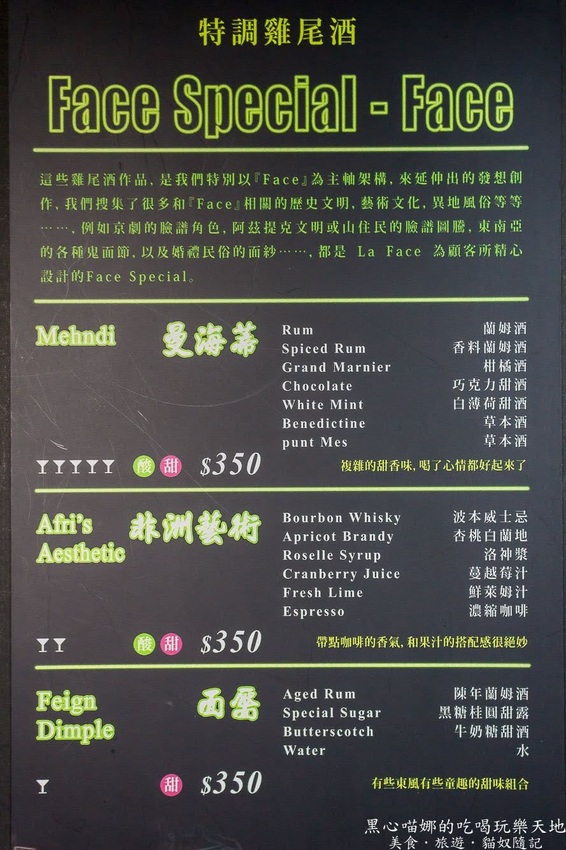 特調雞尾酒
Face Special - Face
這些雞尾酒作品, 是我們特別以『Face』為主軸架構, 來延伸出的發想創
作, 我們搜集了很多和『Face』相關的歷史文明, 藝術文化, 異地風俗等等
……, 例如京劇的臉譜角色, 阿茲提克文明或山住民的臉譜圖騰, 東南亞
的各種鬼面節, 以及婚禮民俗的面紗……, 都是 La Face 為顧客所精心
設計的Face Special。
Mehndi 曼海蒂
Rum 蘭姆酒
Spiced Rum 香料蘭姆酒
Grand Marnier 柑橘酒
Chocolate 巧克力甜酒
White Mint 白薄荷甜酒
Benedictine 草本酒
punt Mes 草本酒
酸 甜 $350 複雜的甜香味, 喝了心情都好起來了
Afri's Aesthetic 非洲藝術
Bourbon Whisky 波本威士忌
Apricot Brandy 杏桃白蘭地
Roselle Syrup 洛神漿
Cranberry Juice 蔓越莓汁
Fresh Lime 鮮萊姆汁
Espresso 濃縮咖啡
酸 甜 $350 帶點咖啡的香氣, 和果汁的搭配感很絕妙
Feign Dimple 面靨
Aged Rum 陳年蘭姆酒
Special Sugar 黑糖桂圓甜露
Butterscotch 牛奶糖甜酒
Water 水
甜 $350 有些東風有些童趣的甜味組合
黑心喵娜的吃喝玩樂天地
美食・旅遊・貓奴隨記